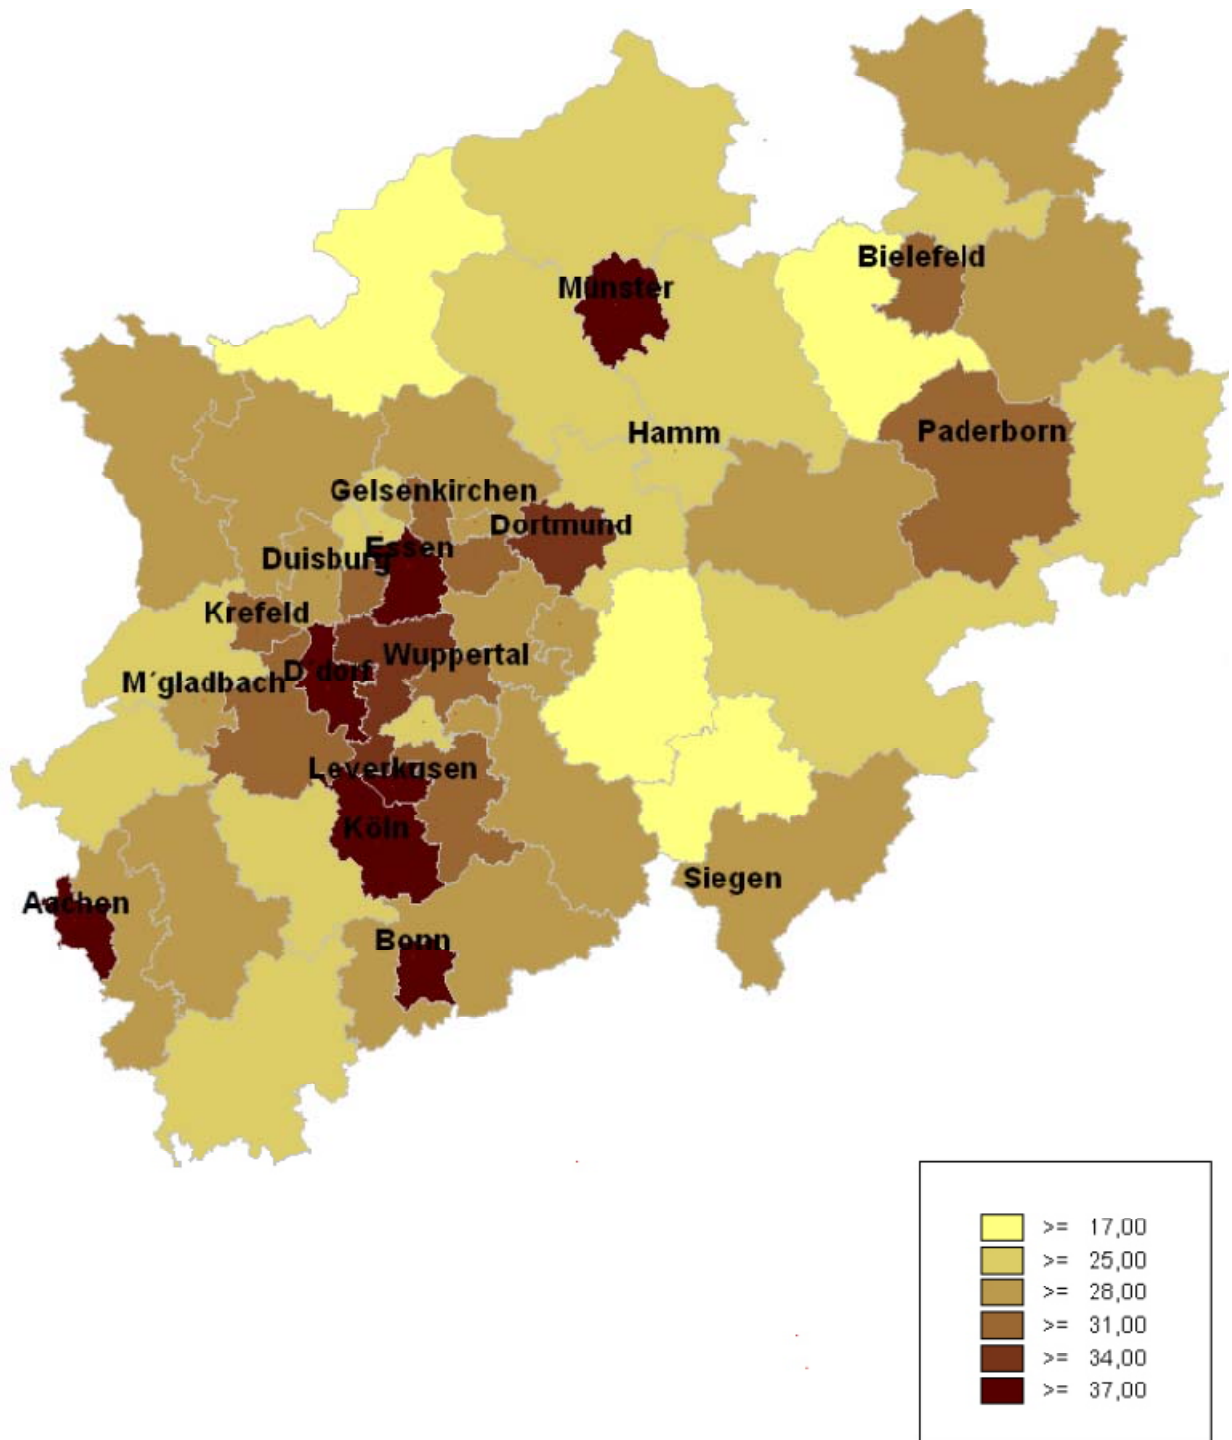 Bielefeld
Münster
Paderborn
Hamm
Gelsenkirchen
Dortmund
Essen
Duisburg
Krefeld
Wuppertal
D´dorf
M´gladbach
Leverkusen
Köln
Siegen
Aachen
Bonn
>= 17,00
>= 25,00
>= 28,00
>= 31,00
>= 34,00
>= 37,00